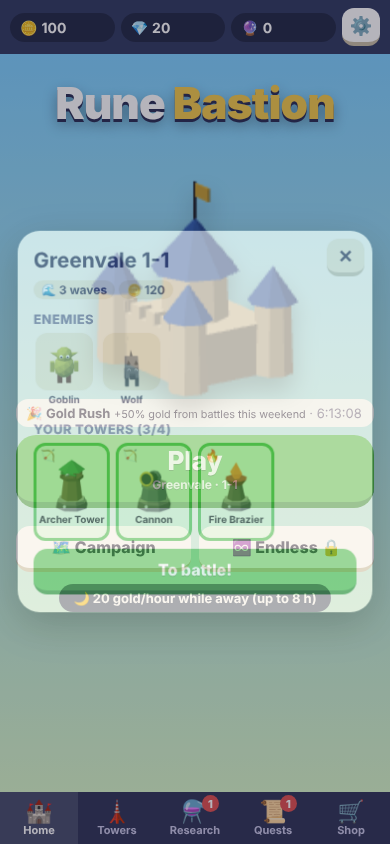 🪙 100 💎 20 🔮 0 ⚙️
Rune Bastion
Greenvale 1-1
✕
🌊 3 waves 🪙 120
ENEMIES
Goblin Wolf
🎉 Gold Rush +50% gold from battles this weekend · 6:13:08
YOUR TOWERS (3/4)
Play
Greenvale · 1-1
Archer Tower Cannon Fire Brazier
🗺️ Campaign ♾️ Endless 🔒
To battle!
🌙 20 gold/hour while away (up to 8 h)
1 1
Home Towers Research Quests Shop